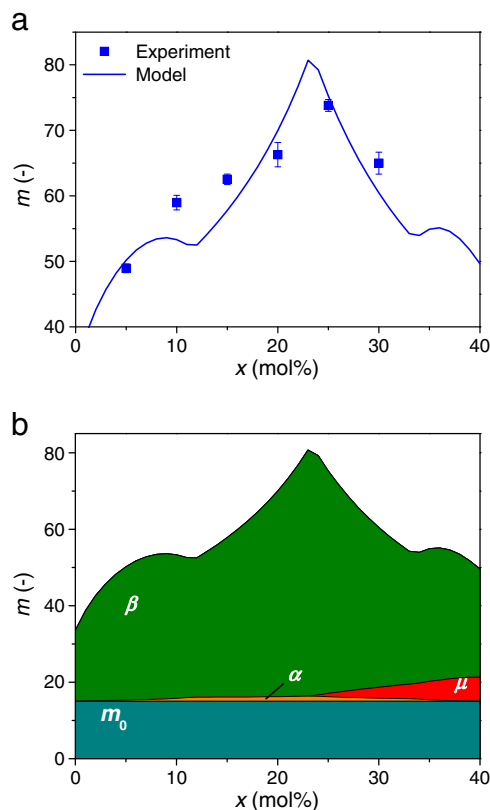 a
Experiment
Model
80
70
60
50
40
m (-)
0 10 20 30 40
x (mol%)
b
80
60
40
20
0
m (-)
β
α
μ
m₀
0 10 20 30 40
x (mol%)